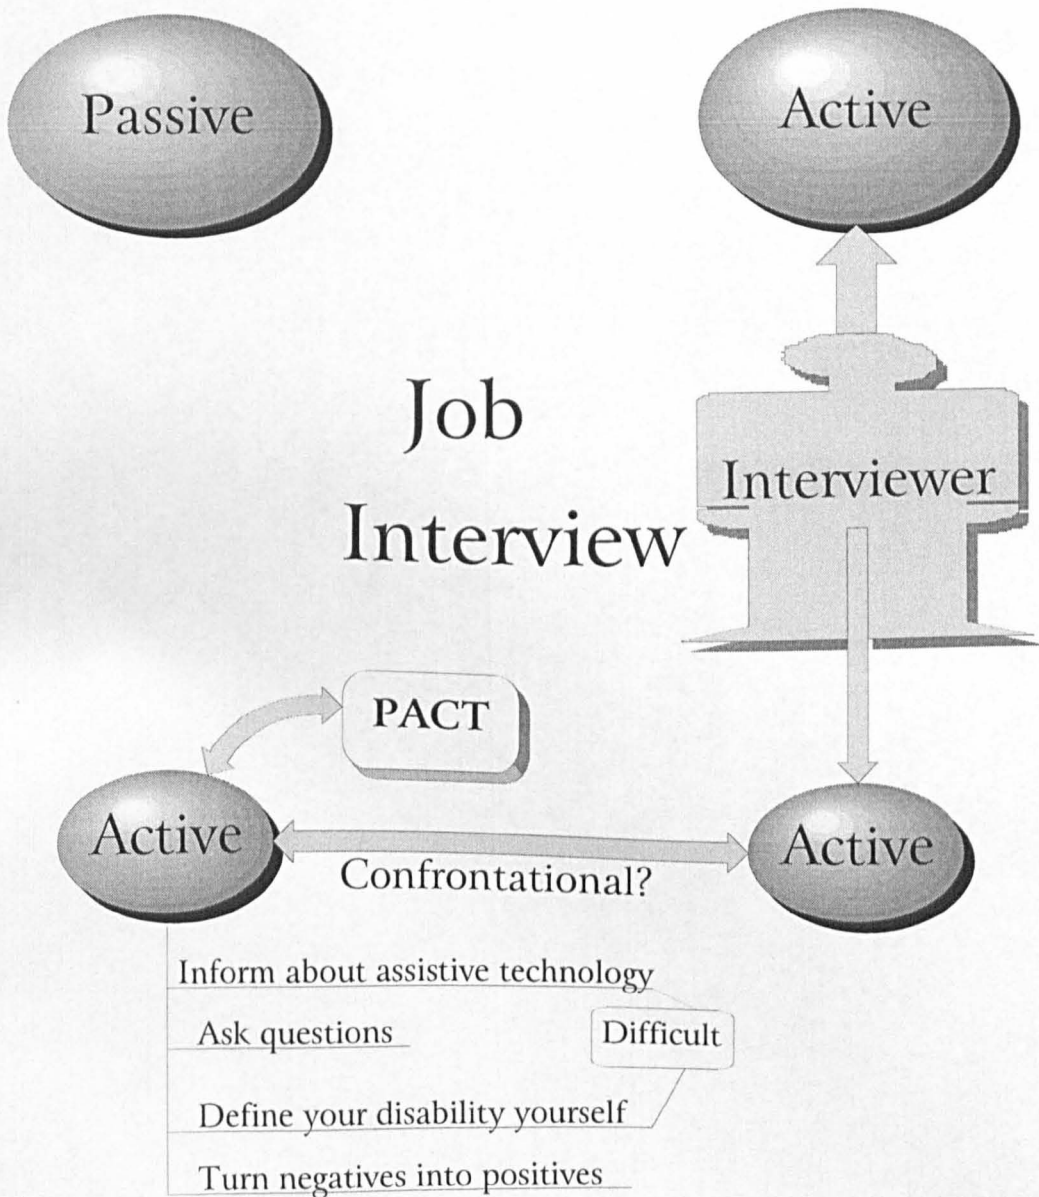 Passive
Active
Job
Interview
Interviewer
PACT
Active
Active
Confrontational?
Inform about assistive technology
Ask questions
Difficult
Define your disability yourself
Turn negatives into positives